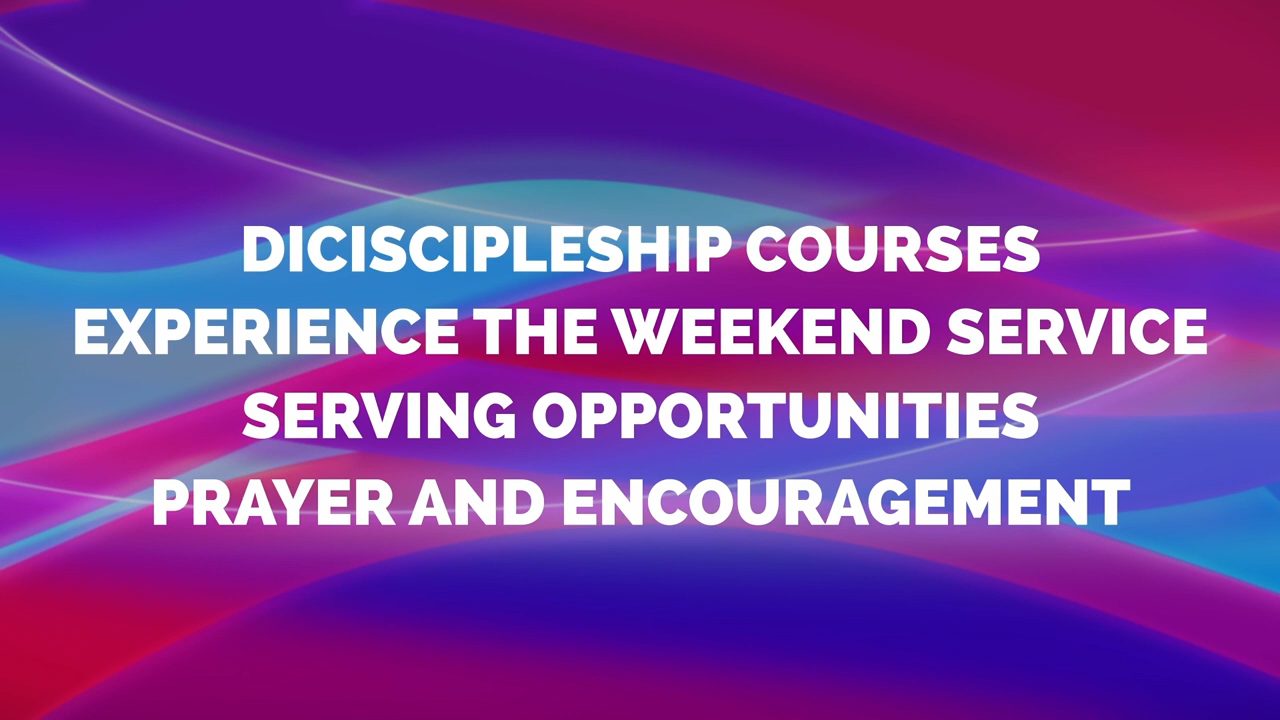 DICISCIPLESHIP COURSES
EXPERIENCE THE WEEKEND SERVICE
SERVING OPPORTUNITIES
PRAYER AND ENCOURAGEMENT